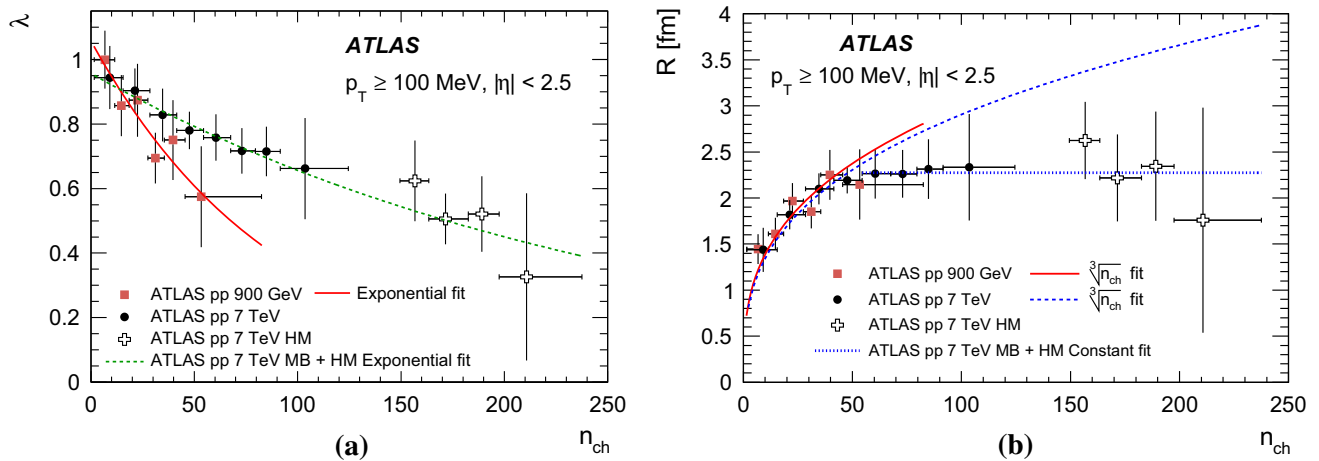 λ
1
0.8
0.6
0.4
0.2
0
0 50 100 150 200 250
n_ch
ATLAS
p_T ≥ 100 MeV, |η| < 2.5
ATLAS pp 900 GeV
Exponential fit
ATLAS pp 7 TeV
ATLAS pp 7 TeV HM
ATLAS pp 7 TeV MB + HM Exponential fit
(a)
R [fm]
4
3.5
3
2.5
2
1.5
1
0.5
0
0 50 100 150 200 250
n_ch
ATLAS
p_T ≥ 100 MeV, |η| < 2.5
ATLAS pp 900 GeV
∛n_ch fit
ATLAS pp 7 TeV
∛n_ch fit
ATLAS pp 7 TeV HM
ATLAS pp 7 TeV MB + HM Constant fit
(b)